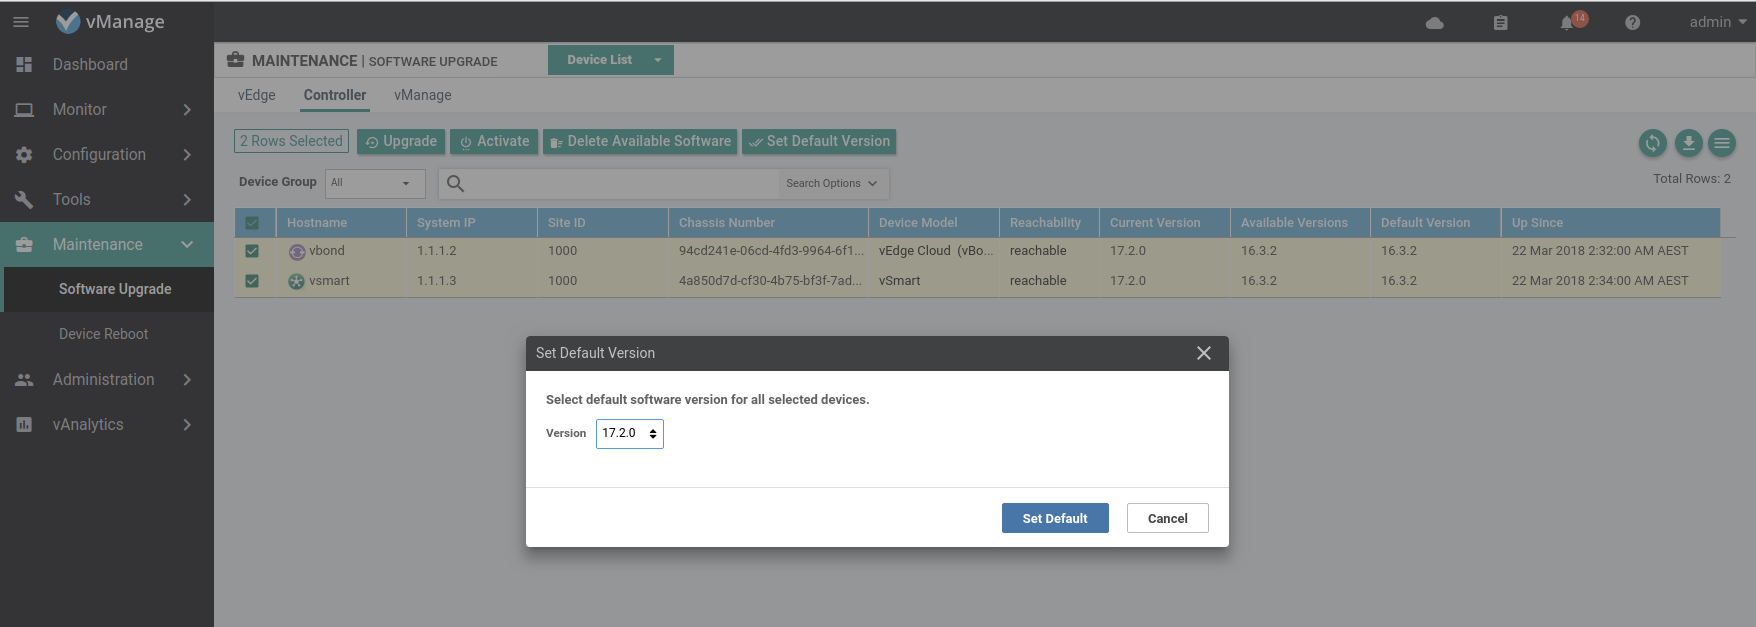 vManage
14
admin
Dashboard
Monitor
Configuration
Tools
Maintenance
Software Upgrade
Device Reboot
Administration
vAnalytics
MAINTENANCE | SOFTWARE UPGRADE Device List
vEdge Controller vManage
2 Rows Selected Upgrade Activate Delete Available Software Set Default Version
Device Group All Search Options Total Rows: 2
Hostname System IP Site ID Chassis Number Device Model Reachability Current Version Available Versions Default Version Up Since
vbond 1.1.1.2 1000 94cd241e-06cd-4fd3-9964-6f1... vEdge Cloud (vBo... reachable 17.2.0 16.3.2 16.3.2 22 Mar 2018 2:32:00 AM AEST
vsmart 1.1.1.3 1000 4a850d7d-cf30-4b75-bf3f-7ad... vSmart reachable 17.2.0 16.3.2 16.3.2 22 Mar 2018 2:34:00 AM AEST
Set Default Version
Select default software version for all selected devices.
Version 17.2.0
Set Default Cancel